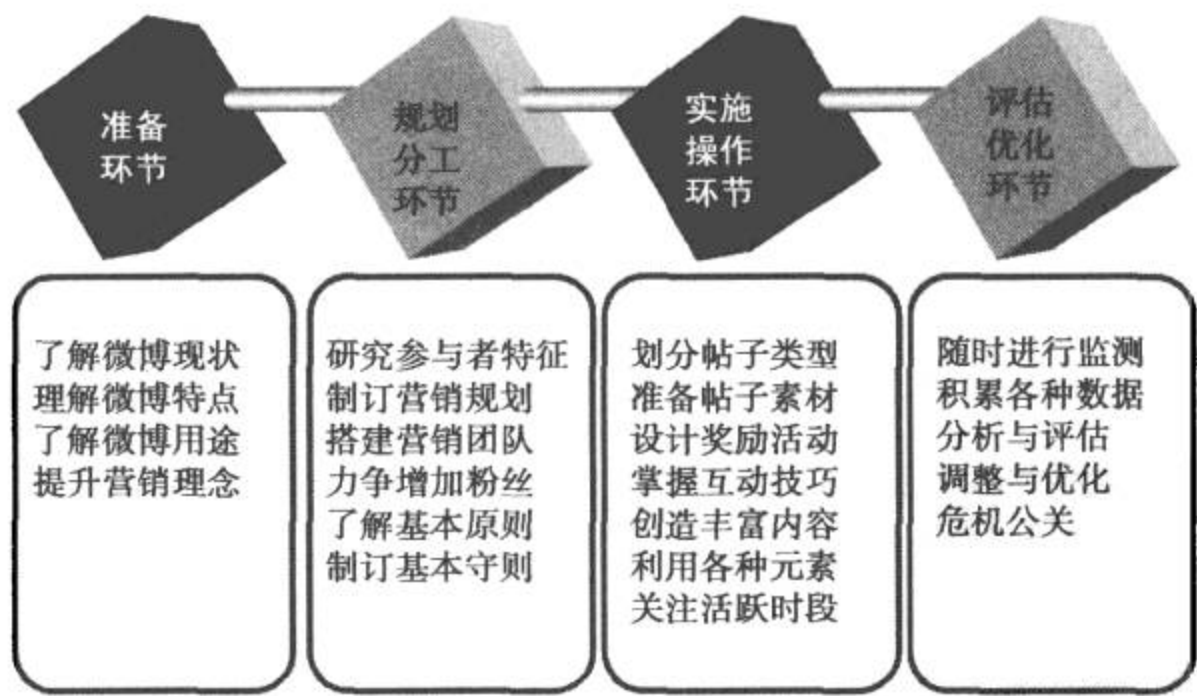 准备
环节
规划
分工
环节
实施
操作
环节
评估
优化
环节
了解微博现状
理解微博特点
了解微博用途
提升营销理念
研究参与者特征
制订营销规划
搭建营销团队
力争增加粉丝
了解基本原则
制订基本守则
划分帖子类型
准备帖子素材
设计奖励活动
掌握互动技巧
创造丰富内容
利用各种元素
关注活跃时段
随时进行监测
积累各种数据
分析与评估
调整与优化
危机公关